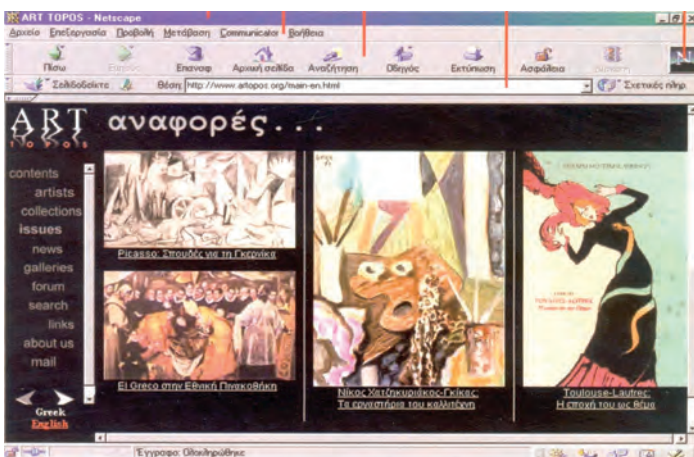 ART TOPOS - Netscape
Αρχείο Επεξεργασία Προβολή Μετάβαση Communicator Βοήθεια
Πίσω Επαναφ. Αρχική σελίδα Αναζήτηση Οδηγός Εκτύπωση Ασφάλεια
Σελιδοδείκτε Θέση: http://www.artopos.org/main-en.html Σχετικές πληρ.
ART
TOPOS
αναφορές...
contents
artists
collections
issues
news
galleries
forum
search
links
about us
mail
Greek
English
Picasso: Σπουδές για τη Γκερνίκα
El Greco στην Εθνική Πινακοθήκη
Νίκος Χατζηκυριάκος-Γκίκας:
Τα εργαστήρια του καλλιτέχνη
Toulouse-Lautrec:
Η εποχή του ως θέμα
Έγγραφο: Ολοκληρώθηκε